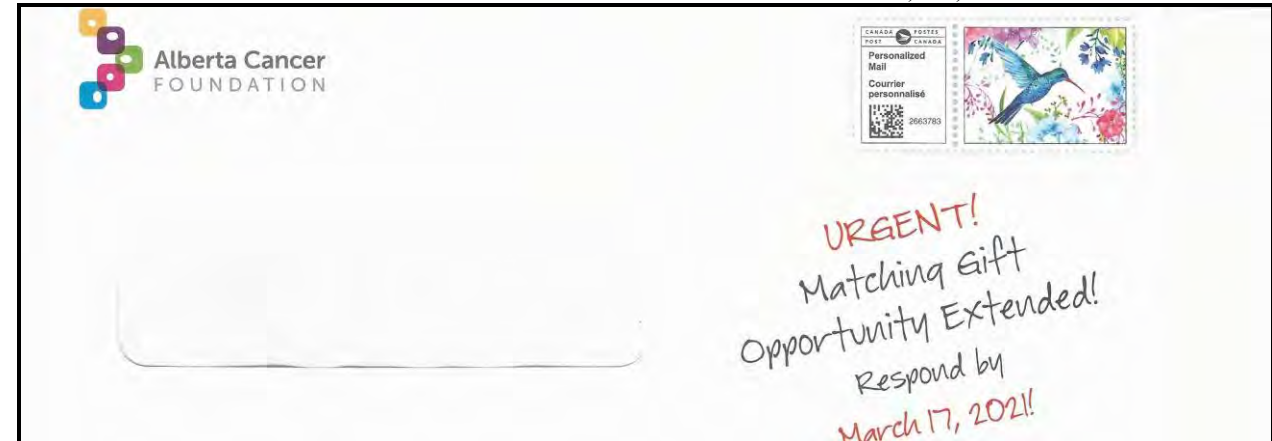 Alberta Cancer
FOUNDATION
CANADA POSTES
POST CANADA
Personalized
Mail
Courrier
personnalisé
2663783
URGENT!
Matching Gift
Opportunity Extended!
Respond by
March 17, 2021!